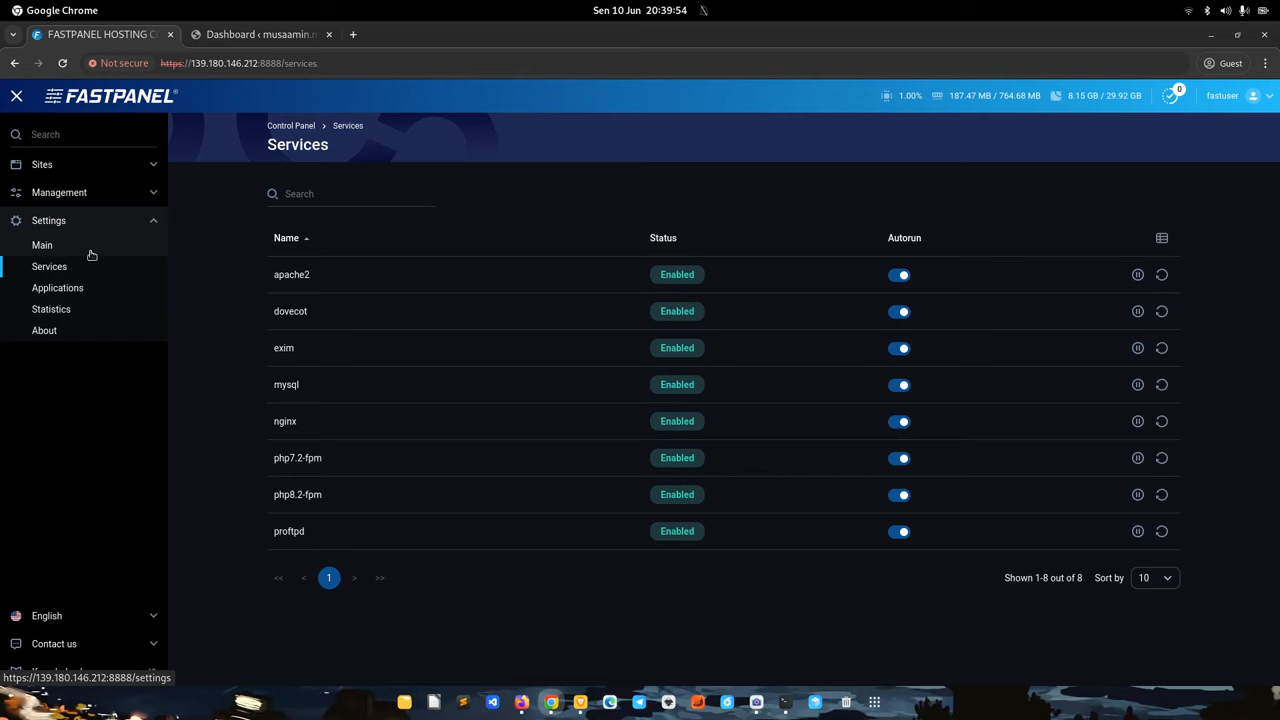 Google Chrome
Sen 10 Jun 20:39:54
FASTPANEL HOSTING CO
Dashboard ‹ musaamin.n
Not secure
https://139.180.146.212:8888/services
Guest
FASTPANEL®
1.00%
187.47 MB / 764.68 MB
8.15 GB / 29.92 GB
0
fastuser
Search
Sites
Management
Settings
Main
Services
Applications
Statistics
About
English
Contact us
https://139.180.146.212:8888/settings
Control Panel > Services
Services
Search
Name Status Autorun
apache2 Enabled
dovecot Enabled
exim Enabled
mysql Enabled
nginx Enabled
php7.2-fpm Enabled
php8.2-fpm Enabled
proftpd Enabled
<< < 1 > >>
Shown 1-8 out of 8 Sort by 10